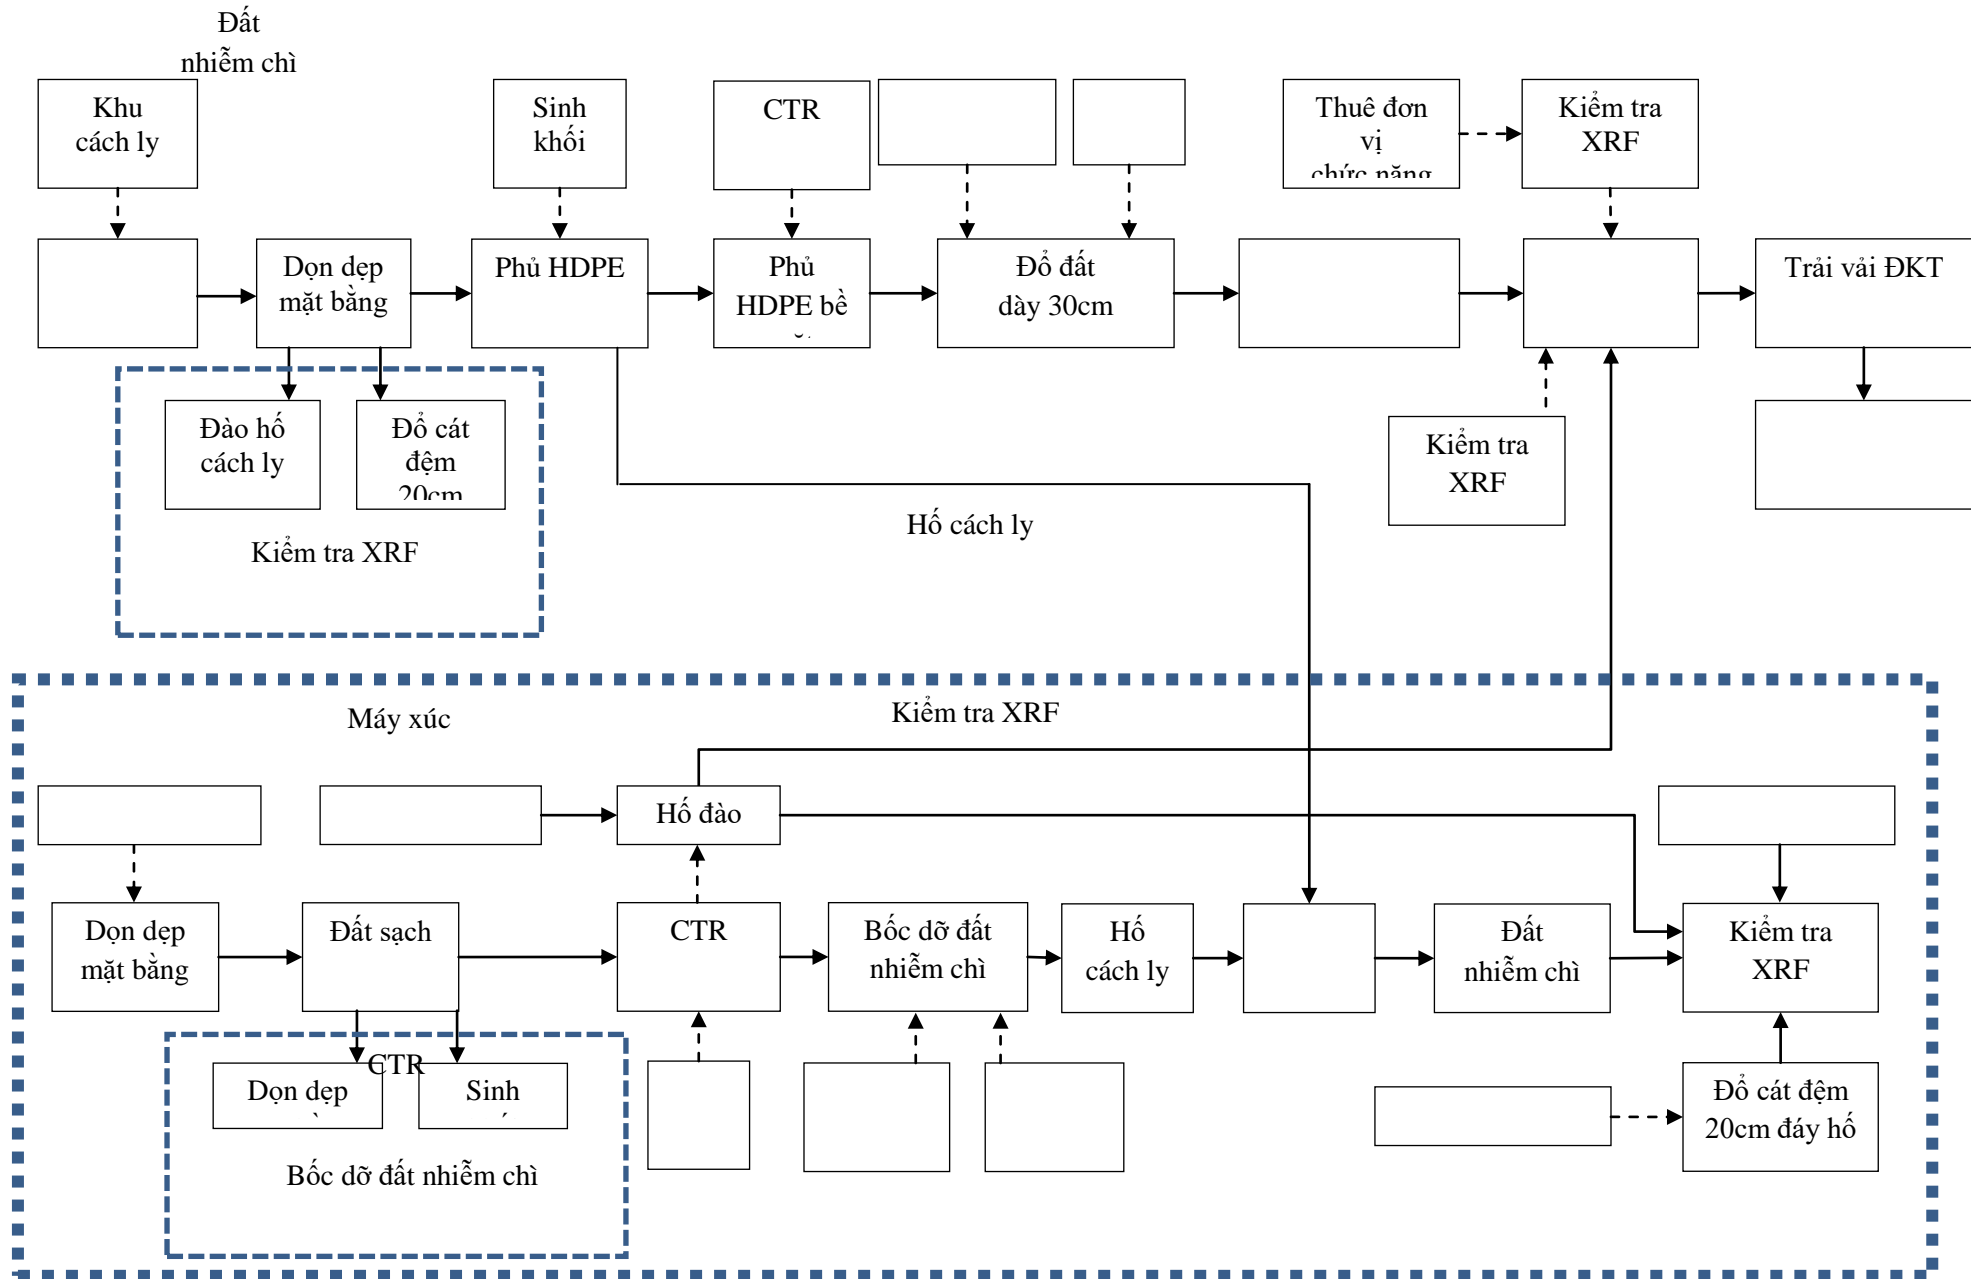 Đất
nhiễm chì
Khu
cách ly
Sinh
khối
CTR
Thuê đơn
vị
chức năng
Kiểm tra
XRF
Dọn dẹp
mặt bằng
Phủ HDPE
Phủ
HDPE bề
Đổ đất
dày 30cm
Trải vải ĐKT
Đào hố
cách ly
Đổ cát
đệm
20cm
Kiểm tra
XRF
Hố cách ly
Kiểm tra XRF
Máy xúc
Kiểm tra XRF
Hố đào
Dọn dẹp
mặt bằng
Đất sạch
CTR
Bốc dỡ đất
nhiễm chì
Hố
cách ly
Đất
nhiễm chì
Kiểm tra
XRF
CTR
Dọn dẹp
Sinh
Đổ cát đệm
20cm đáy hố
Bốc dỡ đất nhiễm chì